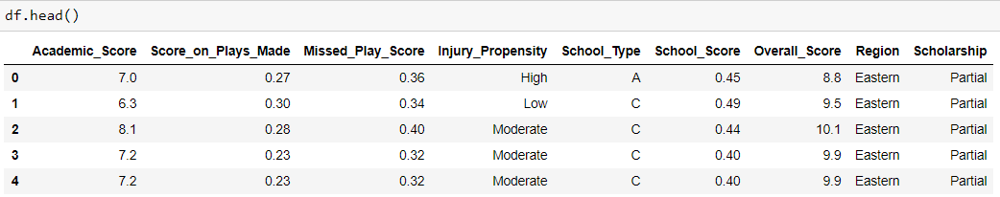 df.head()
Academic_Score Score_on_Plays_Made Missed_Play_Score Injury_Propensity School_Type School_Score Overall_Score Region Scholarship
0 7.0 0.27 0.36 High A 0.45 8.8 Eastern Partial
1 6.3 0.30 0.34 Low C 0.49 9.5 Eastern Partial
2 8.1 0.28 0.40 Moderate C 0.44 10.1 Eastern Partial
3 7.2 0.23 0.32 Moderate C 0.40 9.9 Eastern Partial
4 7.2 0.23 0.32 Moderate C 0.40 9.9 Eastern Partial